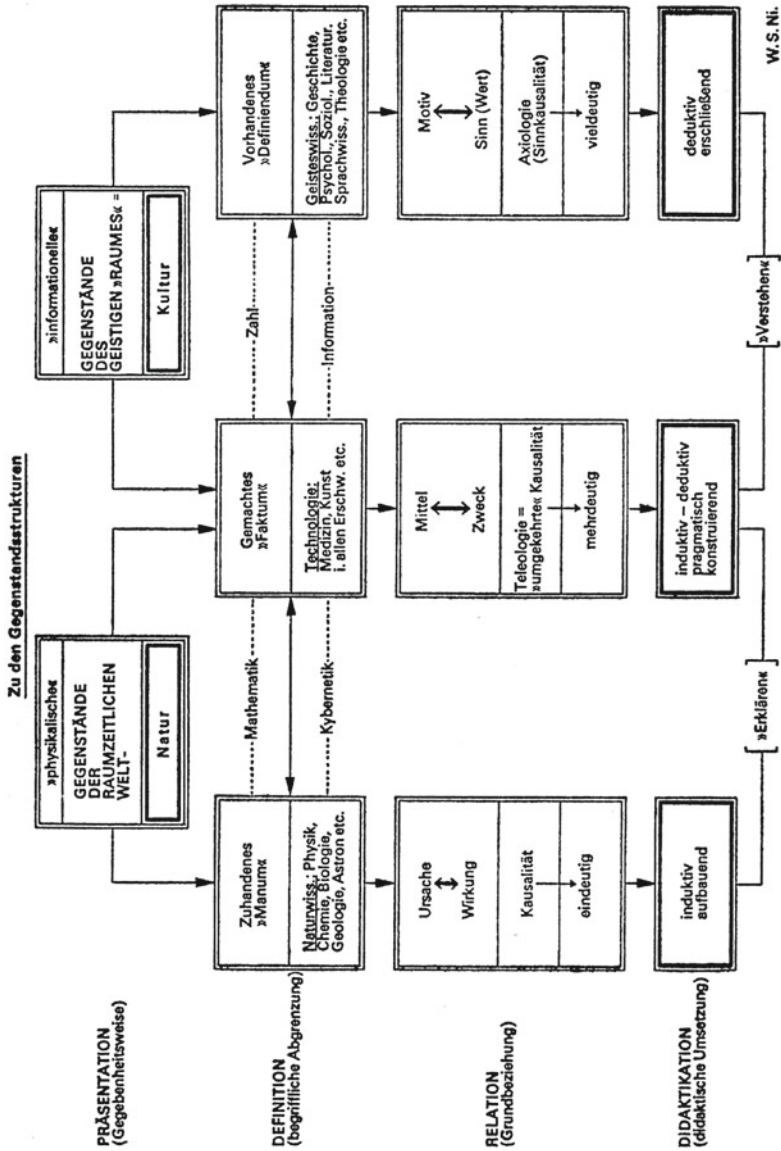 Zu den Gegenstandsstrukturen
PRÄSENTATION
(Gegebenheitsweise)
»physikalische«
GEGENSTÄNDE
DER
RAUMZEITLICHEN
WELT-
Natur
»informationelle«
GEGENSTÄNDE
DES
GEISTIGEN »RAUMES« =
Kultur
DEFINITION
(begriffliche Abgrenzung)
Zuhandenes
»Manum«
Naturwiss.: Physik,
Chemie, Biologie,
Geologie, Astron etc.
Mathematik
Kybernetik
Gemachtes
»Faktum«
Technologie:
Medizin, Kunst
i. allen Erschw. etc.
Zahl
Information
Vorhandenes
»Definiendum«
Geisteswiss.: Geschichte,
Psychol., Soziol., Literatur.
Sprachwiss., Theologie etc.
RELATION
(Grundbeziehung)
Ursache
Wirkung
Kausalität
eindeutig
Mittel
Zweck
Teleologie =
»umgekehrte« Kausalität
mehrdeutig
Motiv
Sinn (Wert)
Axiologie
(Sinnkausalität)
vieldeutig
DIDAKTIKATION
(didaktische Umsetzung)
induktiv
aufbauend
induktiv – deduktiv
pragmatisch
konstruierend
deduktiv
erschließend
[»Erklären«]
[»Verstehen«]
W.S.Ni.